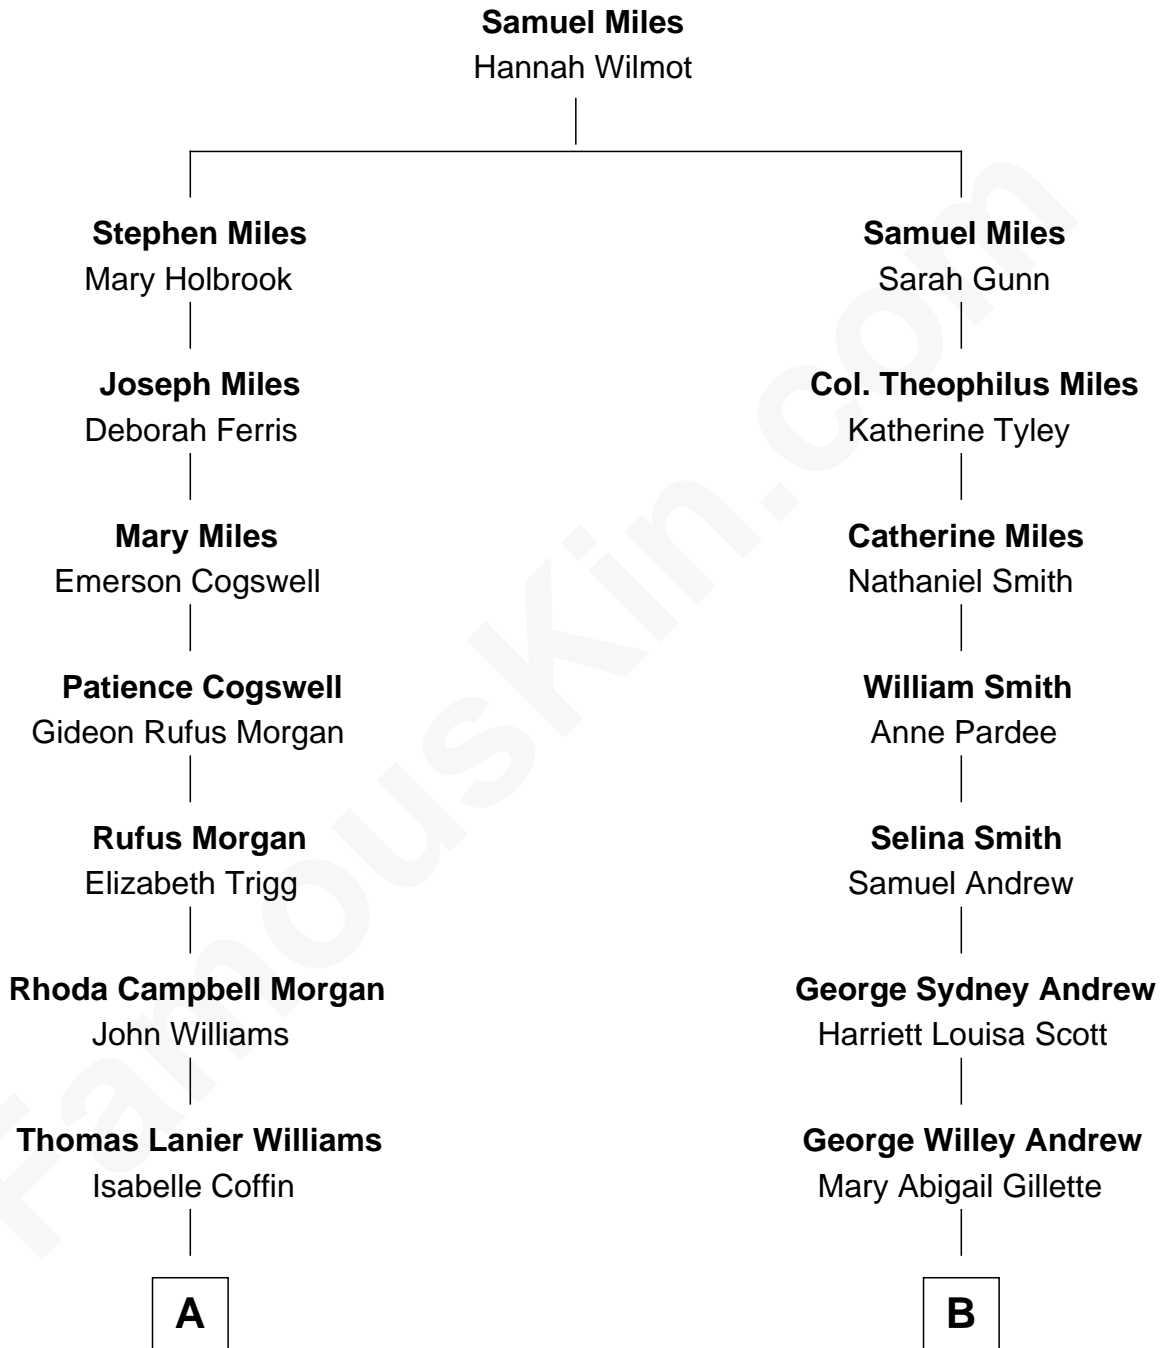 Samuel Miles
Hannah Wilmot
Stephen Miles
Mary Holbrook
Samuel Miles
Sarah Gunn
Joseph Miles
Deborah Ferris
Col. Theophilus Miles
Katherine Tyley
Mary Miles
Emerson Cogswell
Catherine Miles
Nathaniel Smith
Patience Cogswell
Gideon Rufus Morgan
William Smith
Anne Pardee
Rufus Morgan
Elizabeth Trigg
Selina Smith
Samuel Andrew
Rhoda Campbell Morgan
John Williams
George Sydney Andrew
Harriett Louisa Scott
Thomas Lanier Williams
Isabelle Coffin
George Willey Andrew
Mary Abigail Gillette
A
B
FamousKin.com